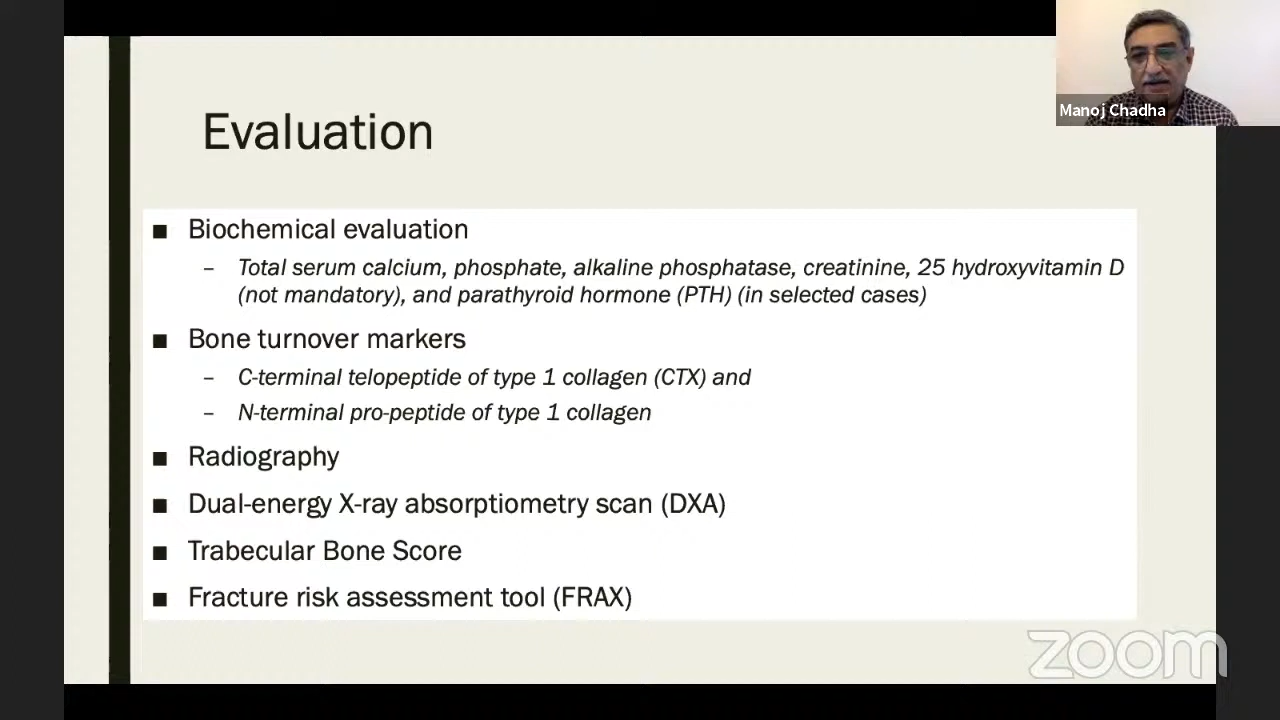 Manoj Chadha
Evaluation
■ Biochemical evaluation
– Total serum calcium, phosphate, alkaline phosphatase, creatinine, 25 hydroxyvitamin D
(not mandatory), and parathyroid hormone (PTH) (in selected cases)
■ Bone turnover markers
– C-terminal telopeptide of type 1 collagen (CTX) and
– N-terminal pro-peptide of type 1 collagen
■ Radiography
■ Dual-energy X-ray absorptiometry scan (DXA)
■ Trabecular Bone Score
■ Fracture risk assessment tool (FRAX)
zoom